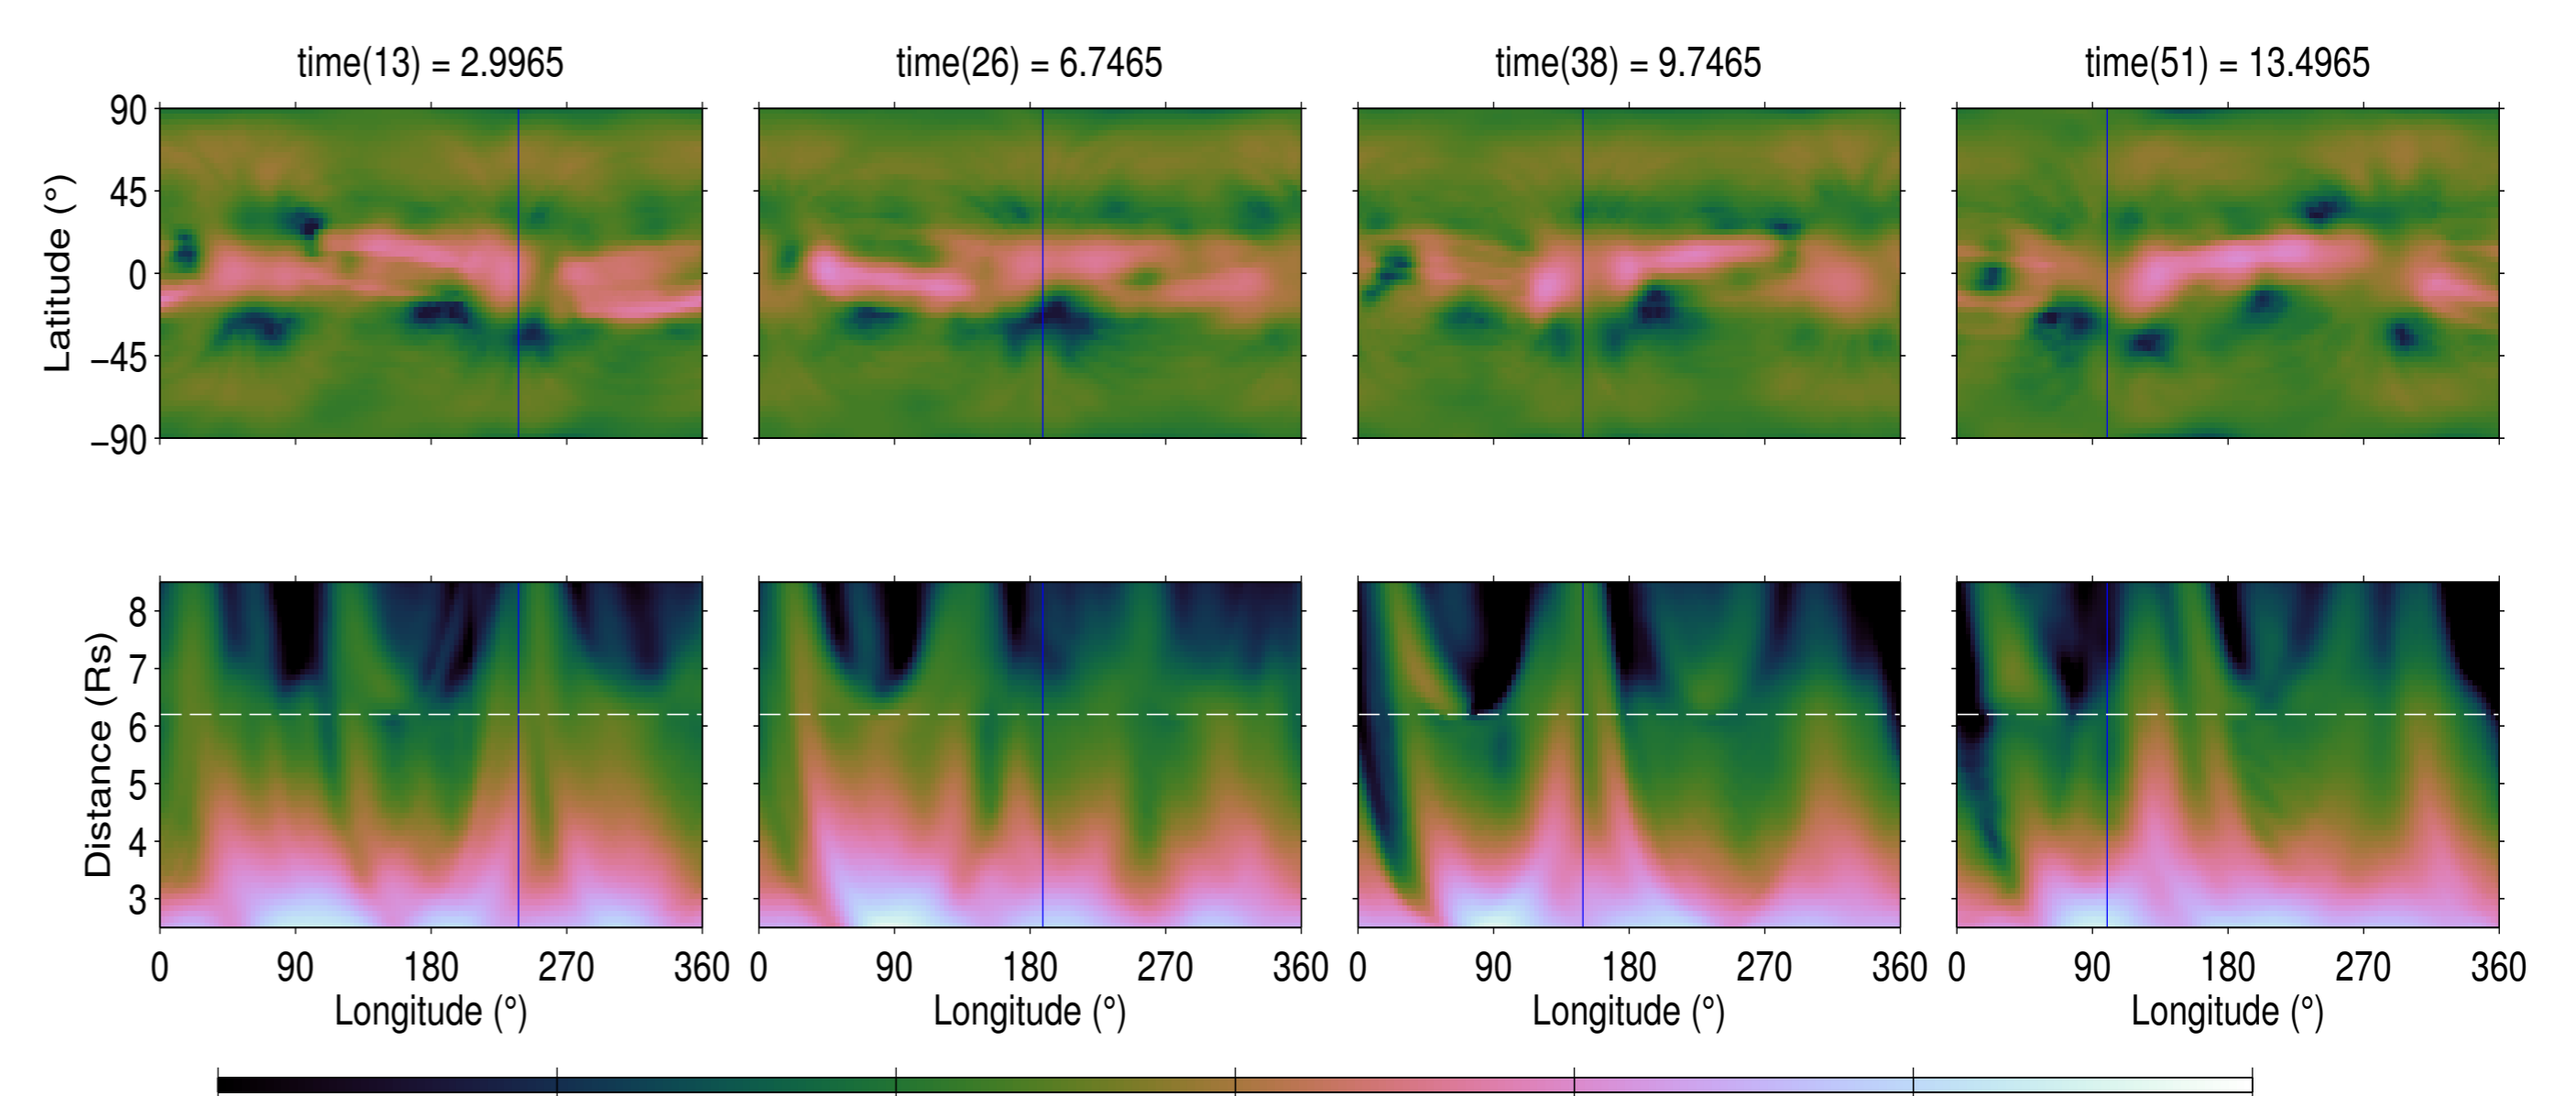 time(13) = 2.9965 time(26) = 6.7465 time(38) = 9.7465 time(51) = 13.4965
90
45
0
−45
−90
Latitude (°)
8
7
6
5
4
3
Distance (Rs)
0 90 180 270 360 0 90 180 270 360 0 90 180 270 360 0 90 180 270 360
Longitude (°) Longitude (°) Longitude (°) Longitude (°)